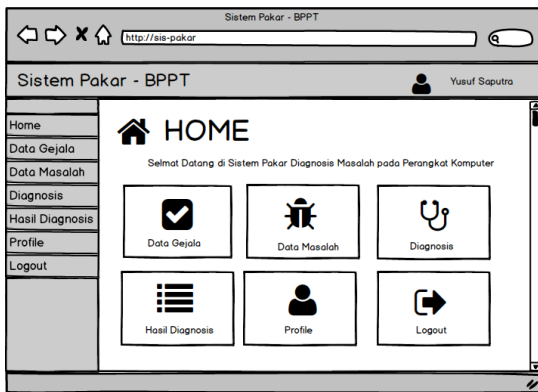 Sistem Pakar - BPPT
http://sis-pakar
Sistem Pakar - BPPT
Yusuf Saputra
Home
Data Gejala
Data Masalah
Diagnosis
Hasil Diagnosis
Profile
Logout
HOME
Selmat Datang di Sistem Pakar Diagnosis Masalah pada Perangkat Komputer
Data Gejala
Data Masalah
Diagnosis
Hasil Diagnosis
Profile
Logout